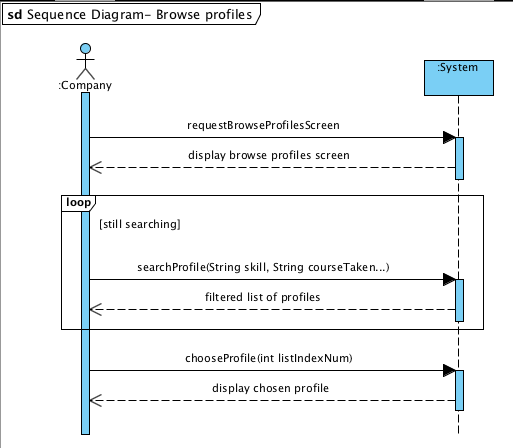 sd Sequence Diagram- Browse profiles
:Company
:System
requestBrowseProfilesScreen
display browse profiles screen
loop
[still searching]
searchProfile(String skill, String courseTaken...)
filtered list of profiles
chooseProfile(int listIndexNum)
display chosen profile